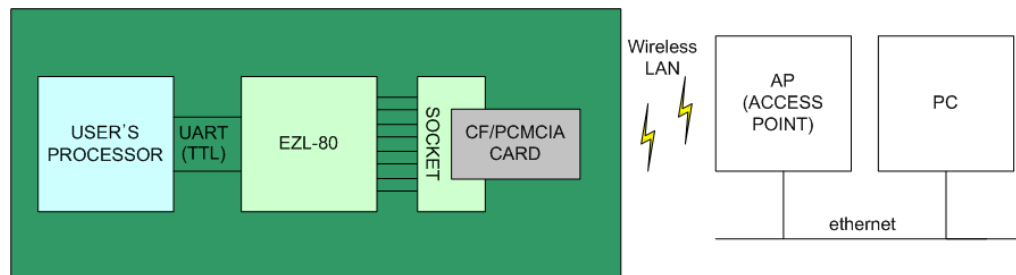 USER'S
PROCESSOR
UART
(TTL)
EZL-80
SOCKET
CF/PCMCIA
CARD
Wireless
LAN
AP
(ACCESS
POINT)
PC
ethernet